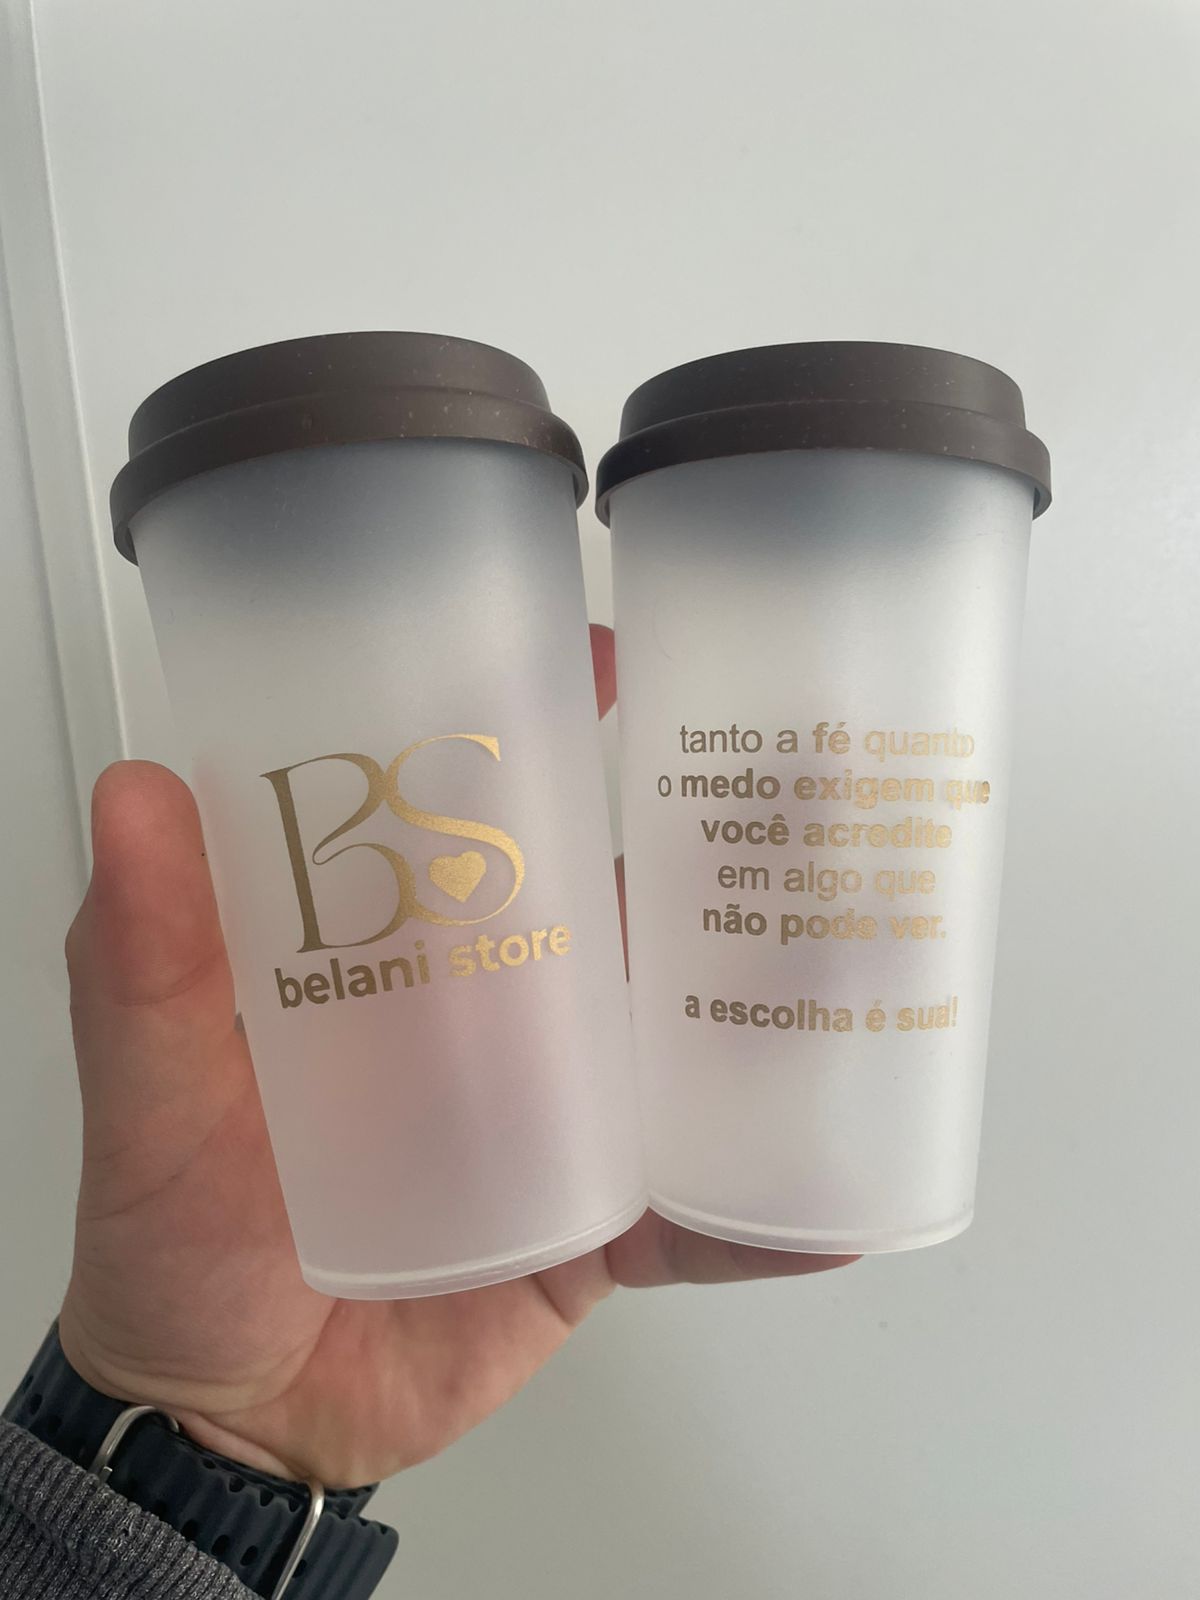 BS
belani store
tanto a fé quanto
o medo exigem que
você acredite
em algo que
não pode ver.
a escolha é sua!